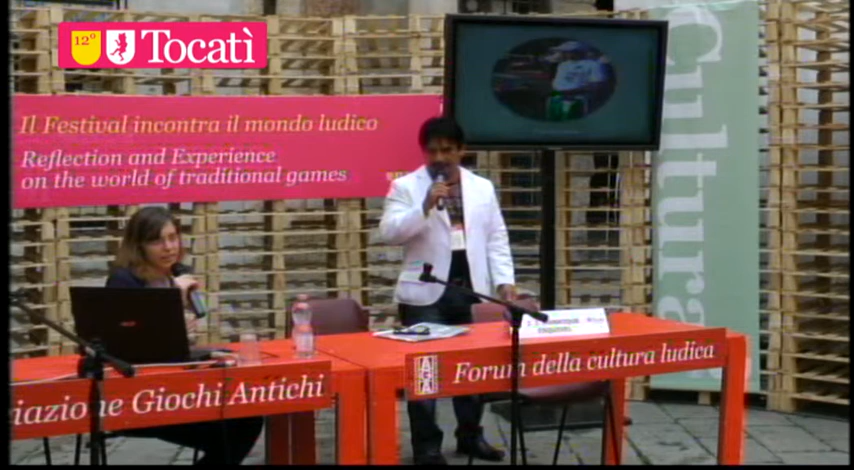 12º Tocatì
Il Festival incontra il mondo ludico
Reflection and Experience
on the world of traditional games
Cultura
iazione Giochi Antichi
Forum della cultura ludica